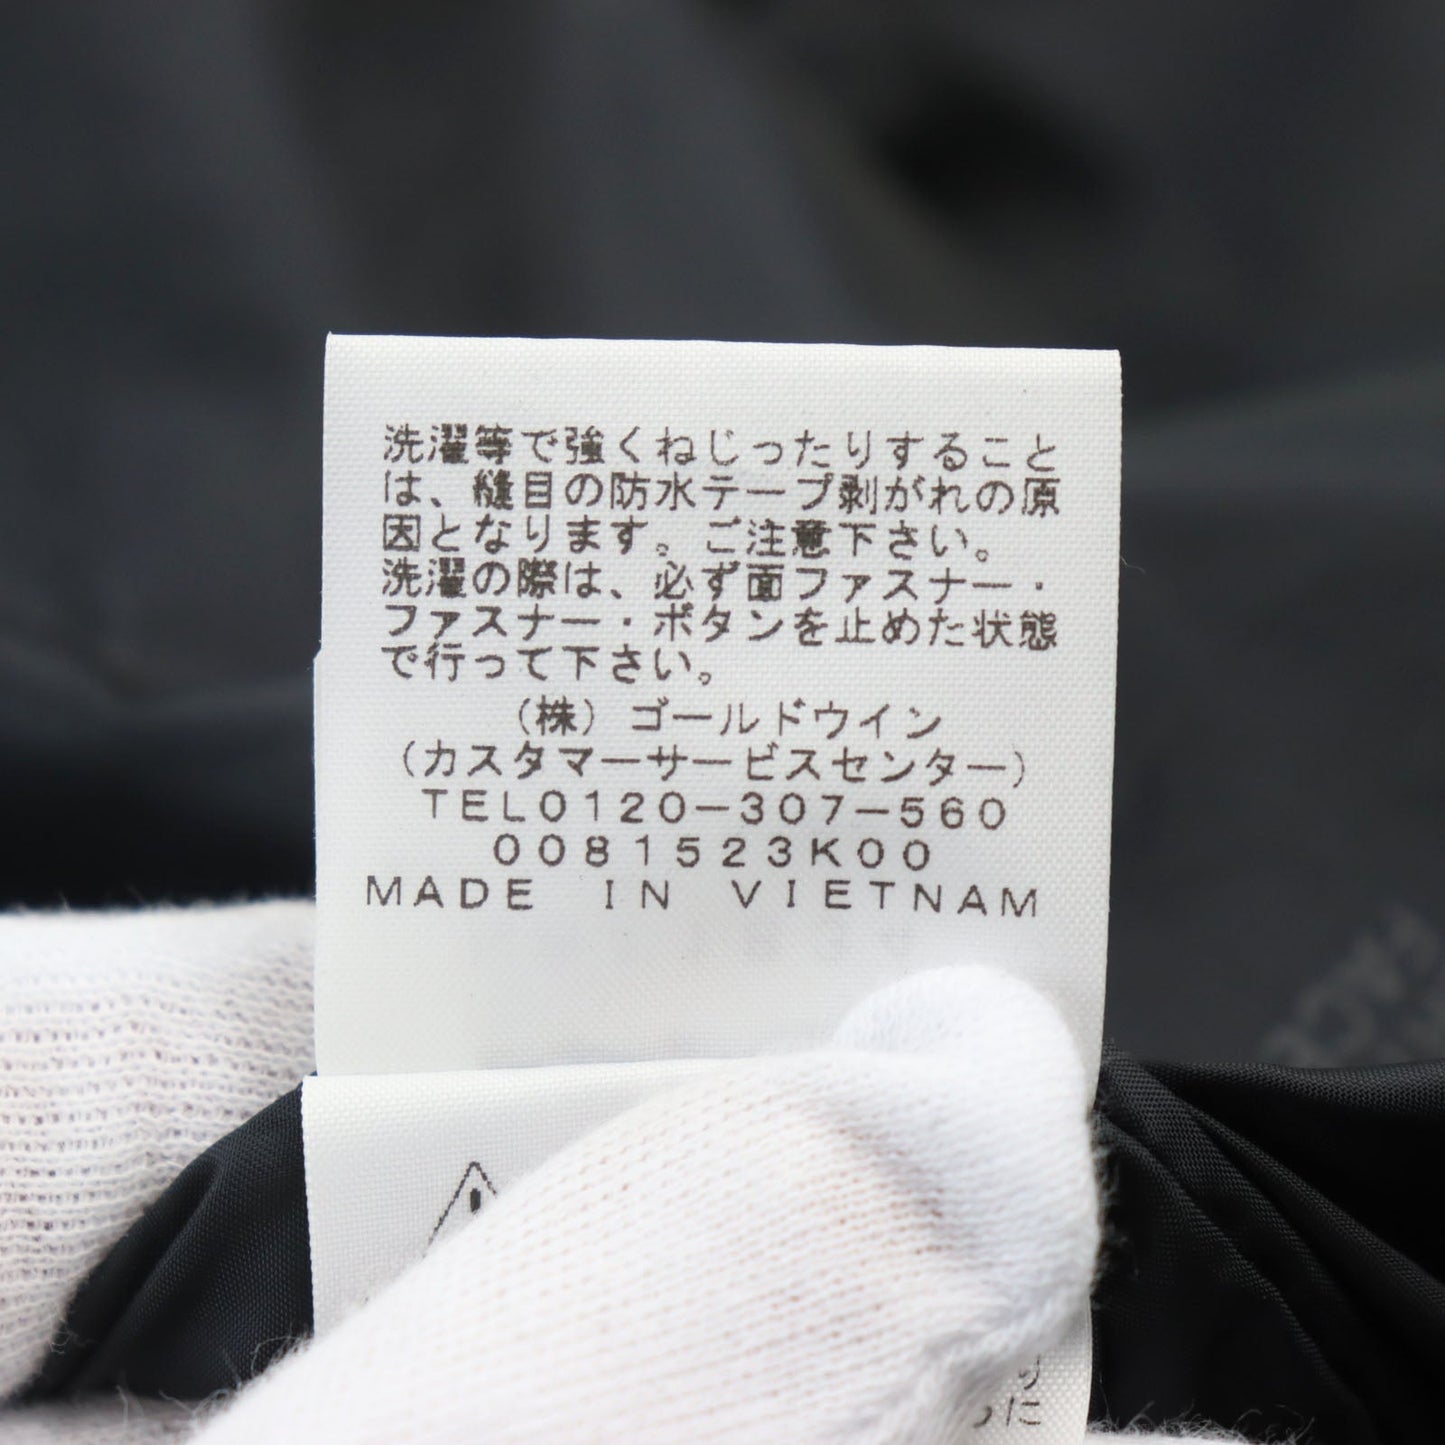 洗濯等で強くねじったりすること
は、縫目の防水テープ剥がれの原
因となります。ご注意下さい。
洗濯の際は、必ず面ファスナー・
ファスナー・ボタンを止めた状態
で行って下さい。
(株)ゴールドウイン
(カスタマーサービスセンター)
TEL0120-307-560
0081523K00
MADE IN VIETNAM